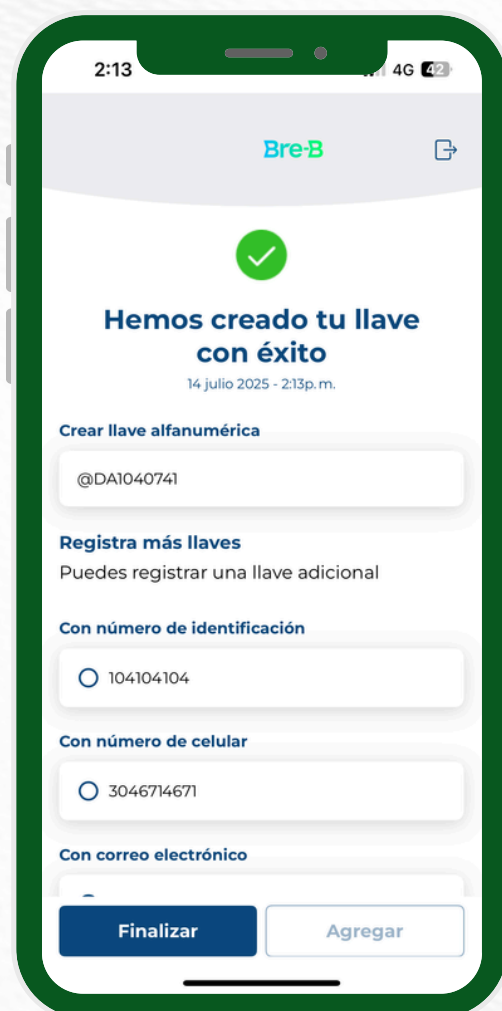 2:13
4G 42
Bre-B
Hemos creado tu llave
con éxito
14 julio 2025 - 2:13p. m.
Crear llave alfanumérica
@DA1040741
Registra más llaves
Puedes registrar una llave adicional
Con número de identificación
104104104
Con número de celular
3046714671
Con correo electrónico
Finalizar
Agregar